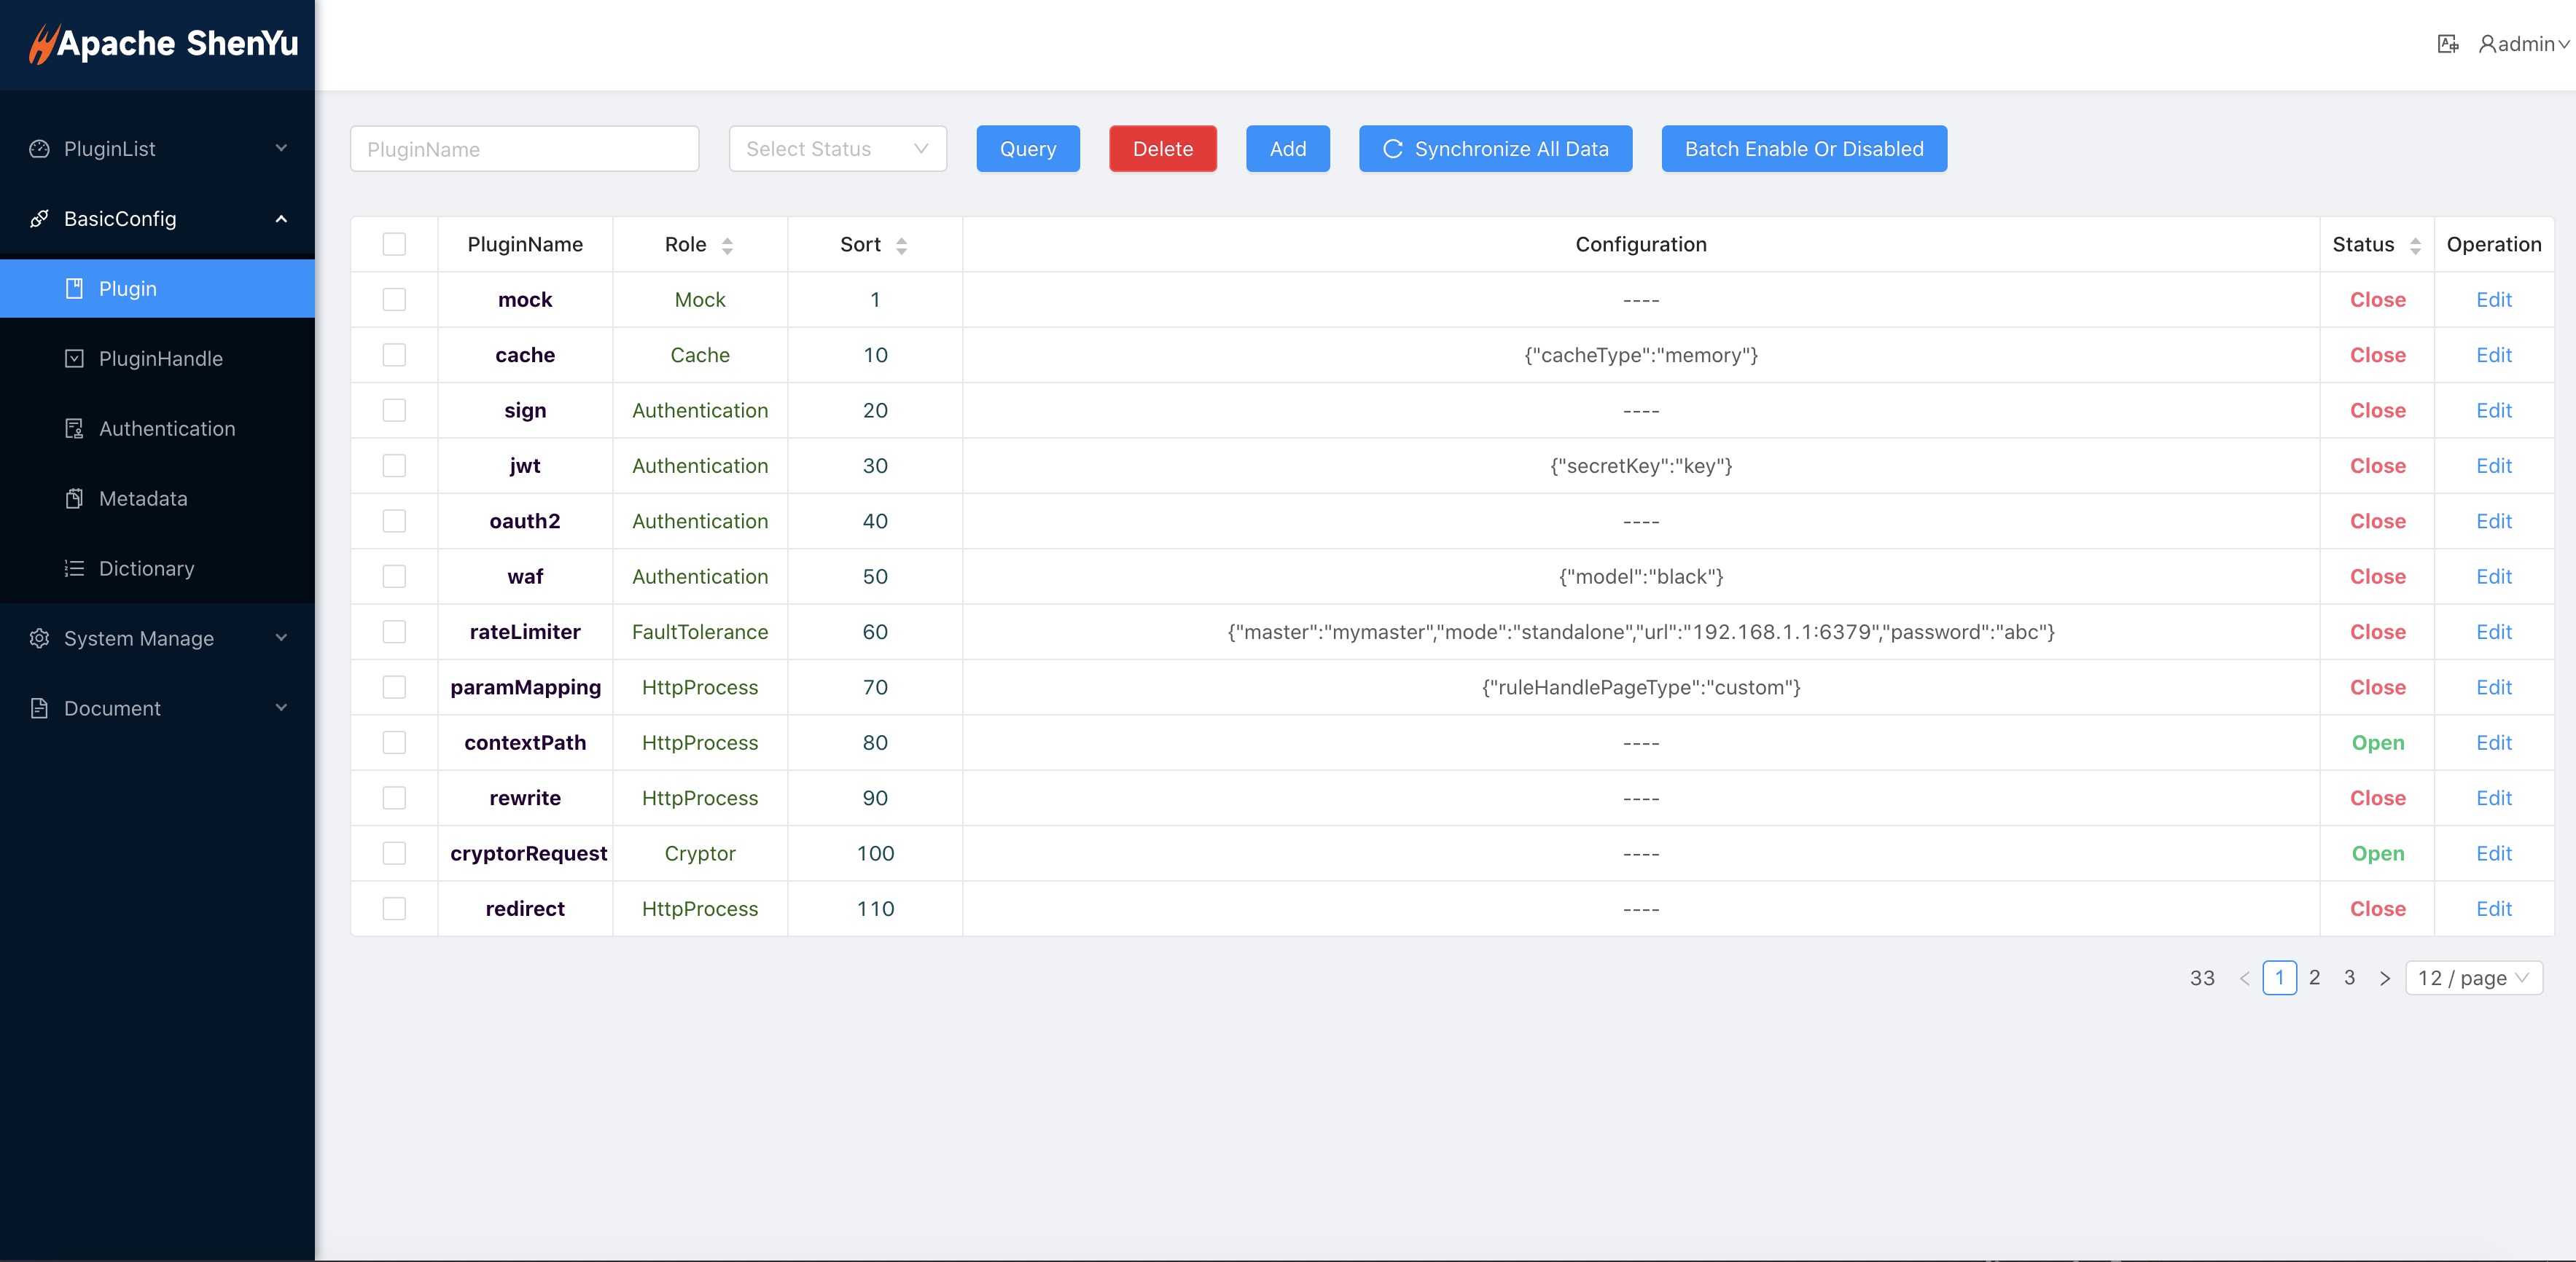 Apache ShenYu
admin
PluginList
BasicConfig
Plugin
PluginHandle
Authentication
Metadata
Dictionary
System Manage
Document
PluginName Select Status Query Delete Add Synchronize All Data Batch Enable Or Disabled
PluginName Role Sort Configuration Status Operation
mock Mock 1 ---- Close Edit
cache Cache 10 {"cacheType":"memory"} Close Edit
sign Authentication 20 ---- Close Edit
jwt Authentication 30 {"secretKey":"key"} Close Edit
oauth2 Authentication 40 ---- Close Edit
waf Authentication 50 {"model":"black"} Close Edit
rateLimiter FaultTolerance 60 {"master":"mymaster","mode":"standalone","url":"192.168.1.1:6379","password":"abc"} Close Edit
paramMapping HttpProcess 70 {"ruleHandlePageType":"custom"} Close Edit
contextPath HttpProcess 80 ---- Open Edit
rewrite HttpProcess 90 ---- Close Edit
cryptorRequest Cryptor 100 ---- Open Edit
redirect HttpProcess 110 ---- Close Edit
33 < 1 2 3 > 12 / page